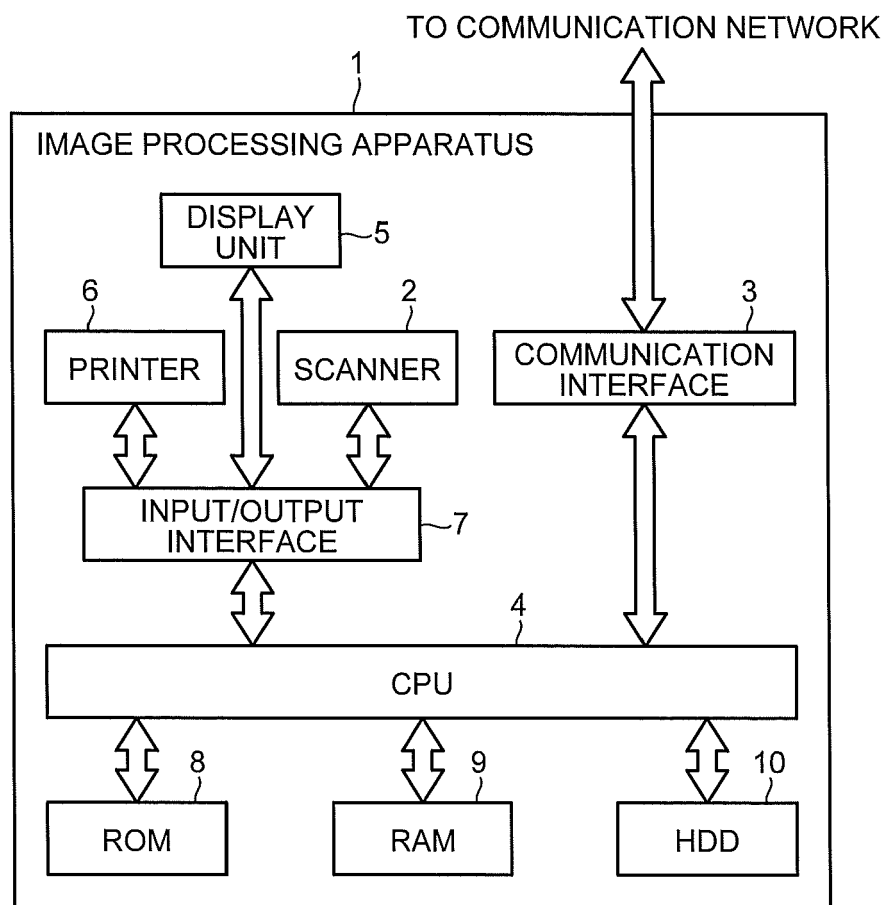 TO COMMUNICATION NETWORK
1
IMAGE PROCESSING APPARATUS
DISPLAY
UNIT
5
6
2
3
PRINTER
SCANNER
COMMUNICATION
INTERFACE
INPUT/OUTPUT
INTERFACE
7
4
CPU
8
9
10
ROM
RAM
HDD